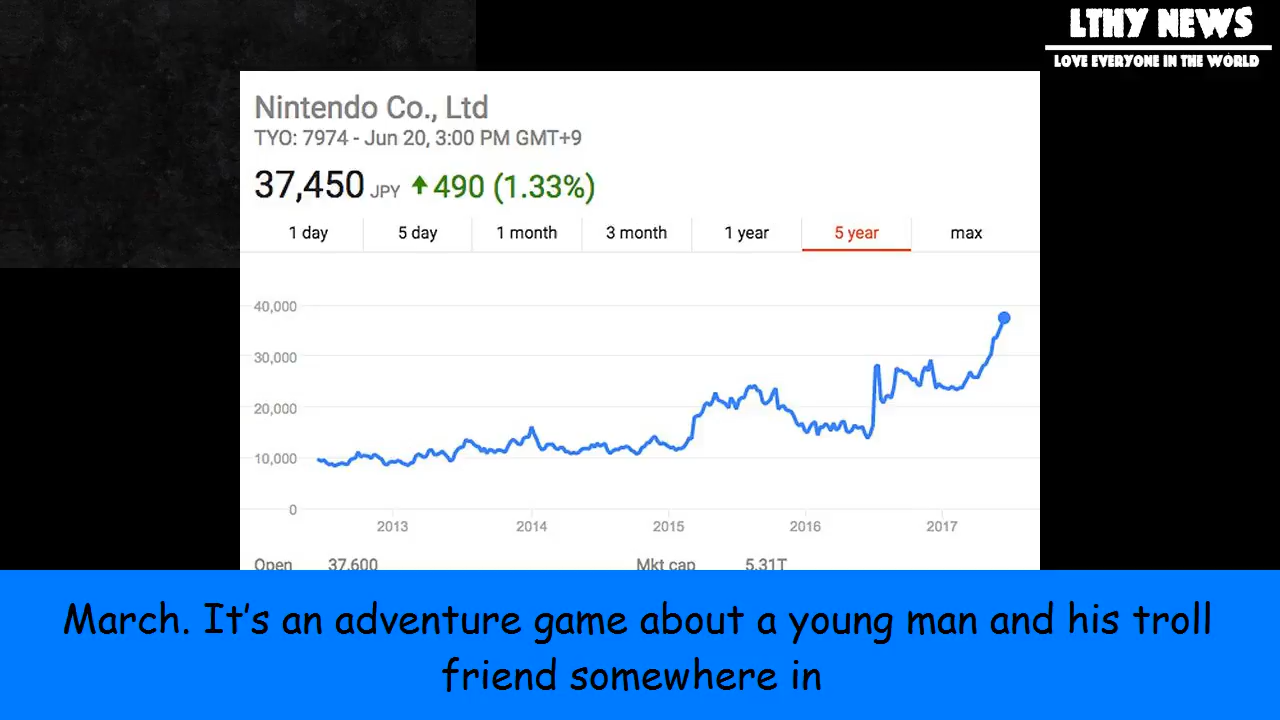 LTHY NEWS
LOVE EVERYONE IN THE WORLD
Nintendo Co., Ltd
TYO: 7974 - Jun 20, 3:00 PM GMT+9
37,450 JPY ↑ 490 (1.33%)
1 day 5 day 1 month 3 month 1 year 5 year max
40,000
30,000
20,000
10,000
0
2013 2014 2015 2016 2017
Open 37,600 Mkt cap 5.31T
March. It’s an adventure game about a young man and his troll
friend somewhere in